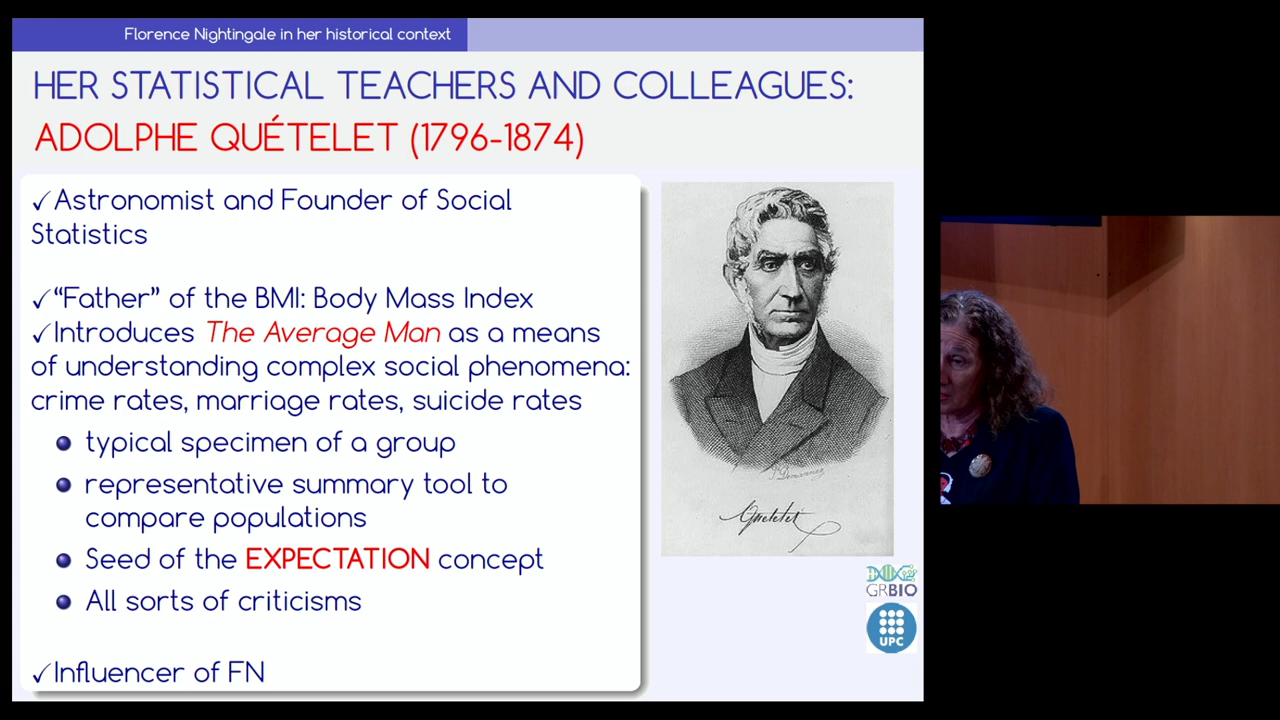 Florence Nightingale in her historical context
HER STATISTICAL TEACHERS AND COLLEAGUES:
ADOLPHE QUÉTELET (1796-1874)
✓Astronomist and Founder of Social
Statistics
✓“Father” of the BMI: Body Mass Index
✓Introduces The Average Man as a means
of understanding complex social phenomena:
crime rates, marriage rates, suicide rates
typical specimen of a group
representative summary tool to
compare populations
Seed of the EXPECTATION concept
All sorts of criticisms
✓Influencer of FN
Quetelet
GRBIO
UPC